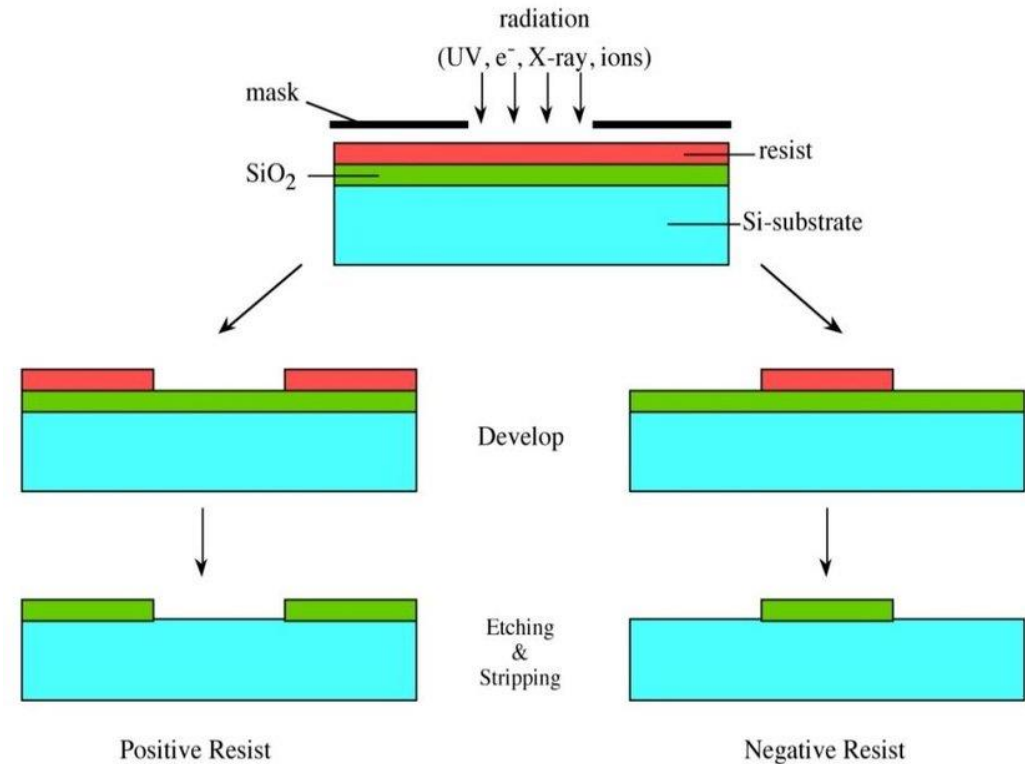 radiation
(UV, e⁻, X-ray, ions)
mask
resist
SiO₂
Si-substrate
Develop
Etching
&
Stripping
Positive Resist
Negative Resist